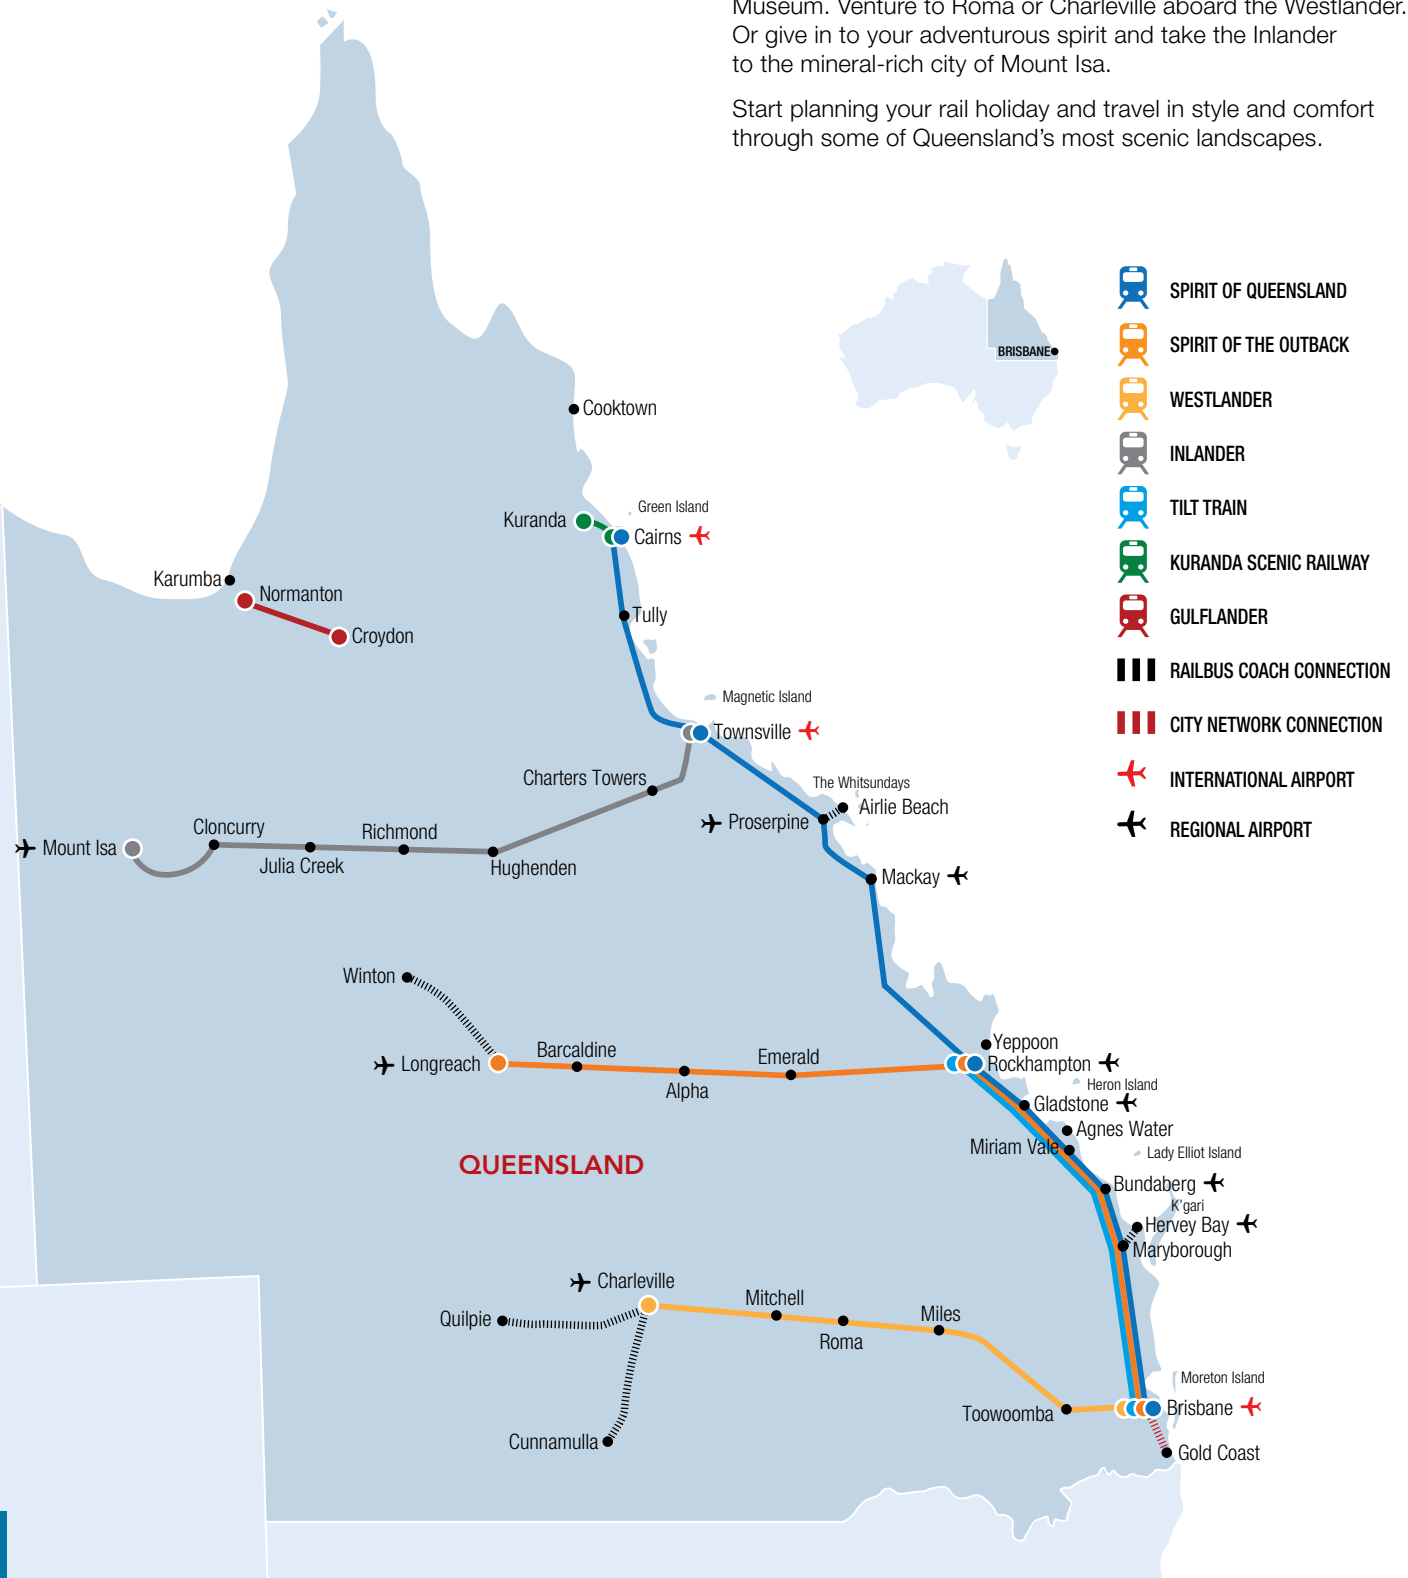 Museum. Venture to Roma or Charleville aboard the Westlander.
Or give in to your adventurous spirit and take the Inlander
to the mineral-rich city of Mount Isa.
Start planning your rail holiday and travel in style and comfort
through some of Queensland's most scenic landscapes.
BRISBANE
SPIRIT OF QUEENSLAND
SPIRIT OF THE OUTBACK
WESTLANDER
INLANDER
TILT TRAIN
KURANDA SCENIC RAILWAY
GULFLANDER
RAILBUS COACH CONNECTION
CITY NETWORK CONNECTION
INTERNATIONAL AIRPORT
REGIONAL AIRPORT
Cooktown
Green Island
Kuranda
Cairns
Karumba
Normanton
Tully
Croydon
Magnetic Island
Townsville
Charters Towers
The Whitsundays
Airlie Beach
Proserpine
Cloncurry
Richmond
Mount Isa
Julia Creek
Hughenden
Mackay
Winton
Yeppoon
Barcaldine
Emerald
Longreach
Rockhampton
Heron Island
Alpha
Gladstone
Agnes Water
Miriam Vale
Lady Elliot Island
QUEENSLAND
Bundaberg
K'gari
Hervey Bay
Maryborough
Charleville
Mitchell
Quilpie
Miles
Roma
Moreton Island
Toowoomba
Brisbane
Cunnamulla
Gold Coast